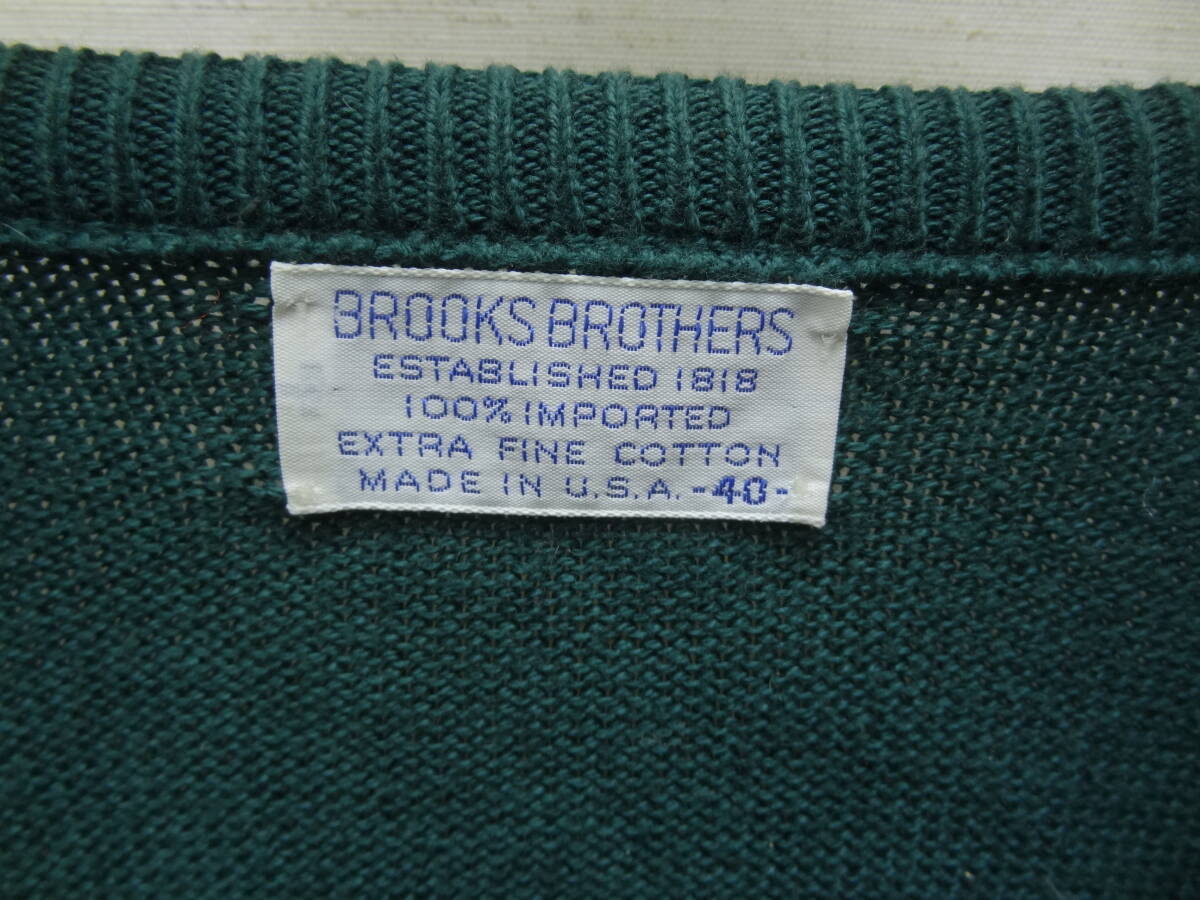 BROOKS BROTHERS
ESTABLISHED 1818
100% IMPORTED
EXTRA FINE COTTON
MADE IN U.S.A. -40-